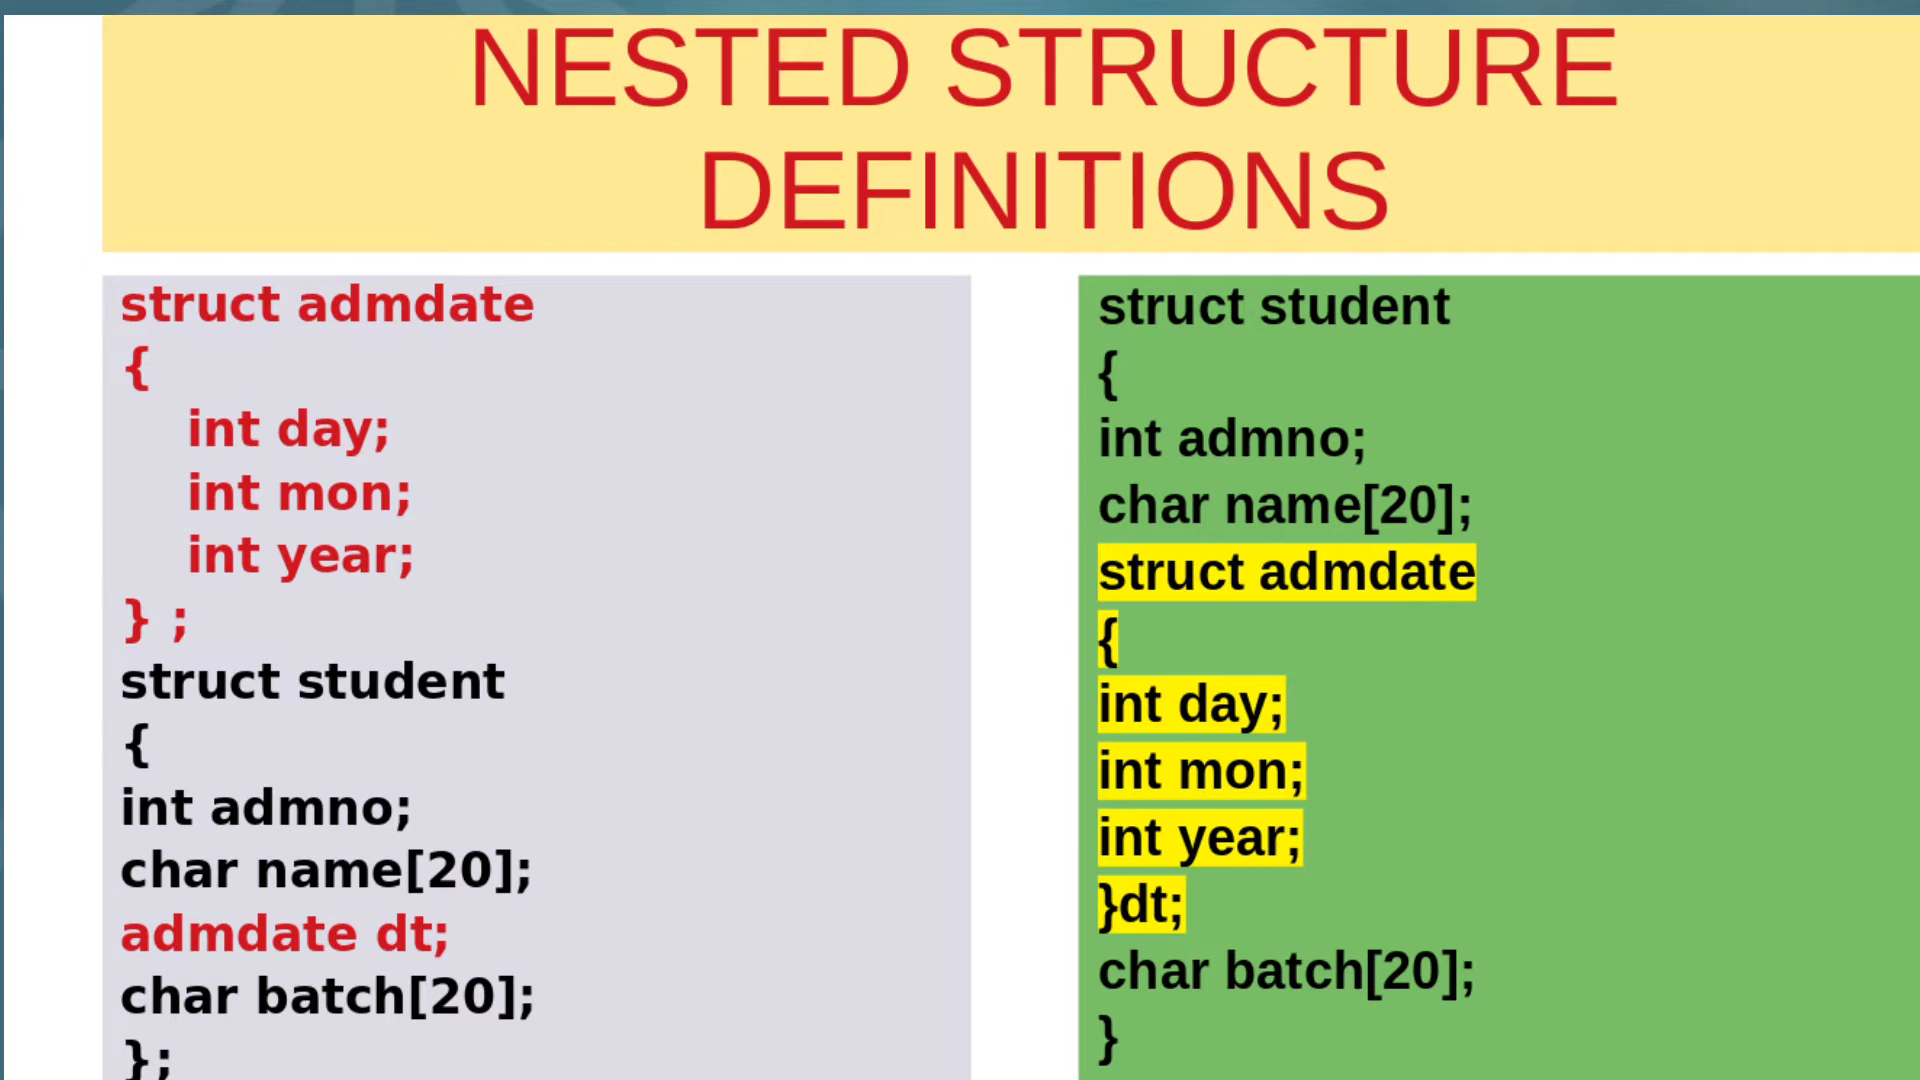 NESTED STRUCTURE
DEFINITIONS
struct admdate
{
int day;
int mon;
int year;
} ;
struct student
{
int admno;
char name[20];
admdate dt;
char batch[20];
};
struct student
{
int admno;
char name[20];
struct admdate
{
int day;
int mon;
int year;
}dt;
char batch[20];
}